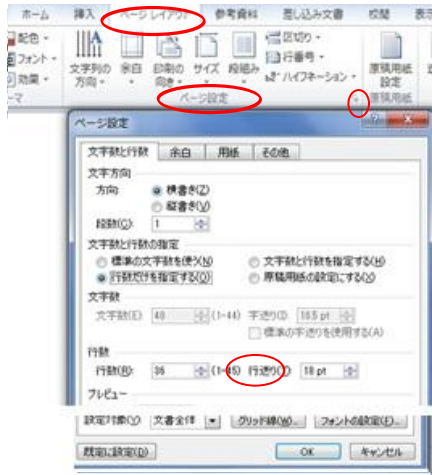 ホーム 挿入 ページ レイアウト 参考資料 差し込み文書 校閲 表示
配色 区切り
フォント 行番号
効果 文字列の方向 余白 印刷の向き サイズ 段組み ハイフネーション 原稿用紙設定
ーマ ページ設定 原稿用紙
ページ設定
文字数と行数 余白 用紙 その他
文字方向
方向 横書き(Z)
縦書き(V)
段数(C): 1
文字数と行数の指定
標準の文字数を使う(N) 文字数と行数を指定する(H)
行数だけを指定する(O) 原稿用紙の設定にする(X)
文字数
文字数(E): 40 (1-44) 字送り(I): 10.5 pt
標準の字送りを使用する(A)
行数
行数(R): 36 (1-45) 行送り(T): 18 pt
プレビュー
設定対象(Y): 文書全体 グリッド線(W)... フォントの設定(F)...
既定に設定(D) OK キャンセル